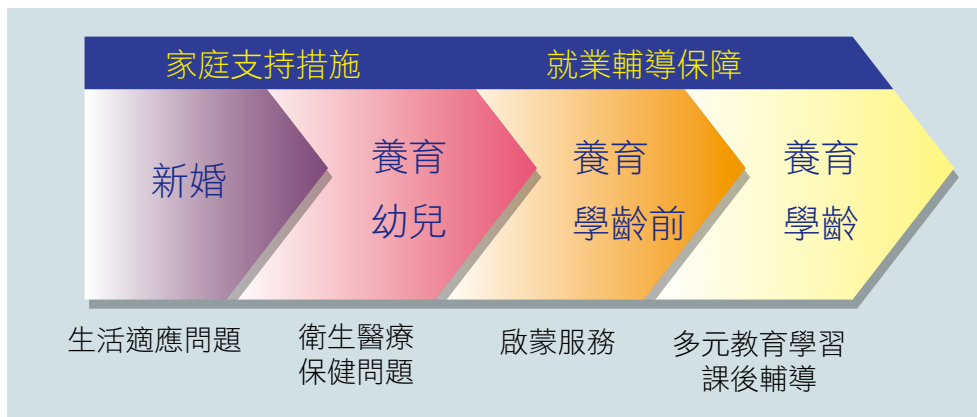 家庭支持措施
就業輔導保障
新婚
養育
幼兒
養育
學齡前
養育
學齡
生活適應問題
衛生醫療
保健問題
啟蒙服務
多元教育學習
課後輔導